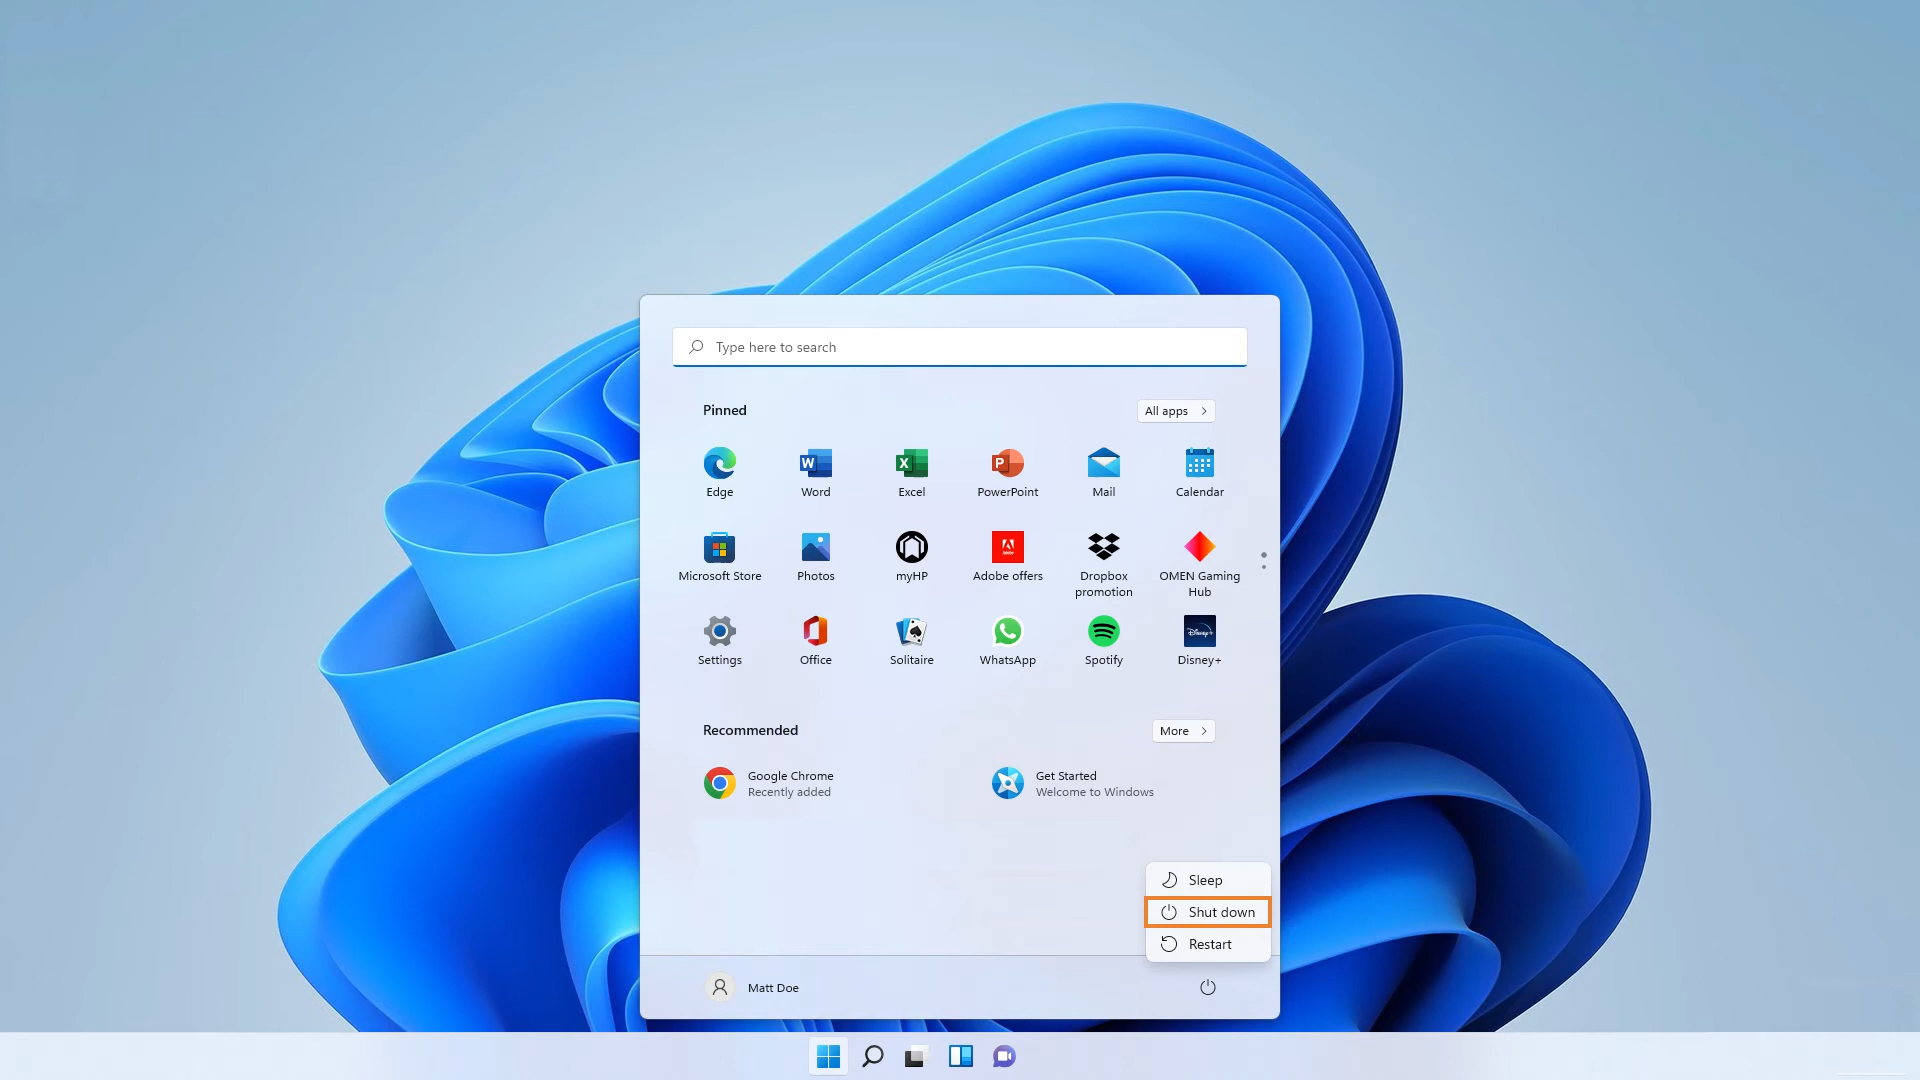 Type here to search
Pinned
All apps
Edge
Word
Excel
PowerPoint
Mail
Calendar
Microsoft Store
Photos
myHP
Adobe offers
Dropbox
promotion
OMEN Gaming
Hub
Settings
Office
Solitaire
WhatsApp
Spotify
Disney+
Recommended
More
Google Chrome
Recently added
Get Started
Welcome to Windows
Sleep
Shut down
Restart
Matt Doe